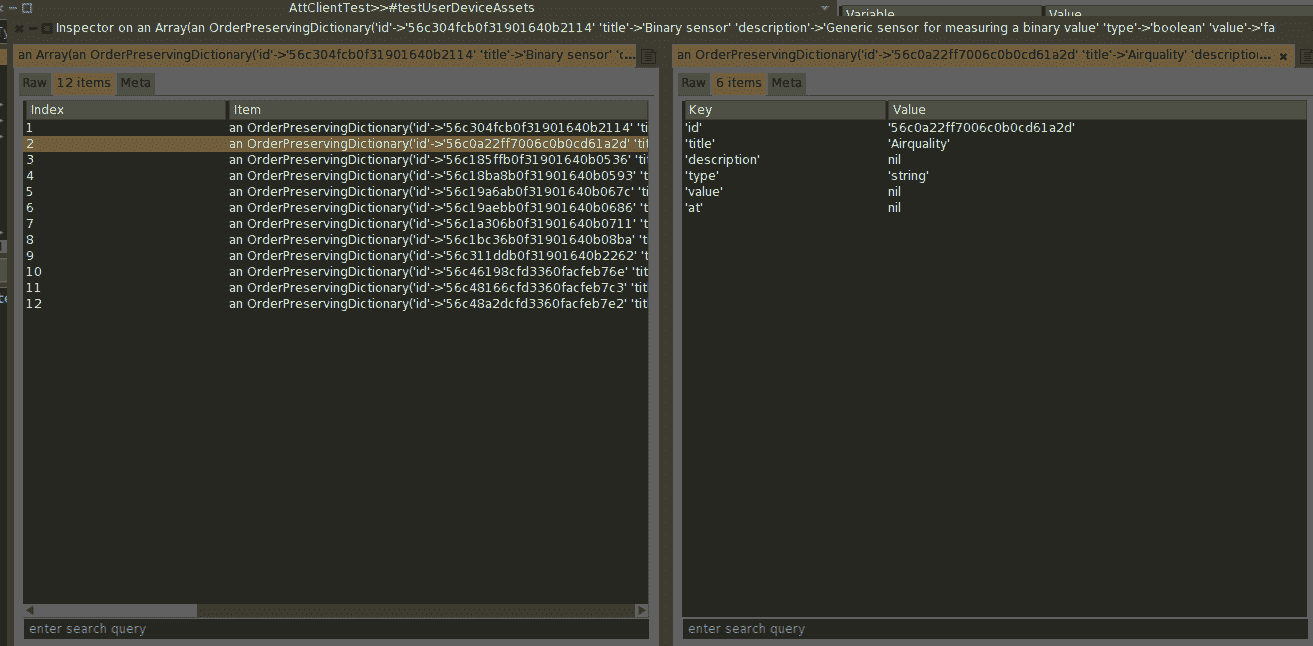 AttClientTest>>#testUserDeviceAssets
Variable Value
Inspector on an Array(an OrderPreservingDictionary('id'->'56c304fcb0f31901640b2114' 'title'->'Binary sensor' 'description'->'Generic sensor for measuring a binary value' 'type'->'boolean' 'value'->'fa
an Array(an OrderPreservingDictionary('id'->'56c304fcb0f31901640b2114' 'title'->'Binary sensor' 't...
Raw 12 items Meta
Index Item
1 an OrderPreservingDictionary('id'->'56c304fcb0f31901640b2114' 'ti
2 an OrderPreservingDictionary('id'->'56c0a22ff7006c0b0cd61a2d' 'tit
3 an OrderPreservingDictionary('id'->'56c185ffb0f31901640b0536' 'ti
4 an OrderPreservingDictionary('id'->'56c18ba8b0f31901640b0593' 't
5 an OrderPreservingDictionary('id'->'56c19a6ab0f31901640b067c' 'ti
6 an OrderPreservingDictionary('id'->'56c19aebb0f31901640b0686' 't
7 an OrderPreservingDictionary('id'->'56c1a306b0f31901640b0711' 't
8 an OrderPreservingDictionary('id'->'56c1bc36b0f31901640b08ba' 't
9 an OrderPreservingDictionary('id'->'56c311ddb0f31901640b2262' 't
10 an OrderPreservingDictionary('id'->'56c46198cfd3360facfeb76e' 'tit
11 an OrderPreservingDictionary('id'->'56c48166cfd3360facfeb7c3' 'tit
12 an OrderPreservingDictionary('id'->'56c48a2dcfd3360facfeb7e2' 'tit
enter search query
an OrderPreservingDictionary('id'->'56c0a22ff7006c0b0cd61a2d' 'title'->'Airquality' 'description...
Raw 6 items Meta
Key Value
'id' '56c0a22ff7006c0b0cd61a2d'
'title' 'Airquality'
'description' nil
'type' 'string'
'value' nil
'at' nil
enter search query